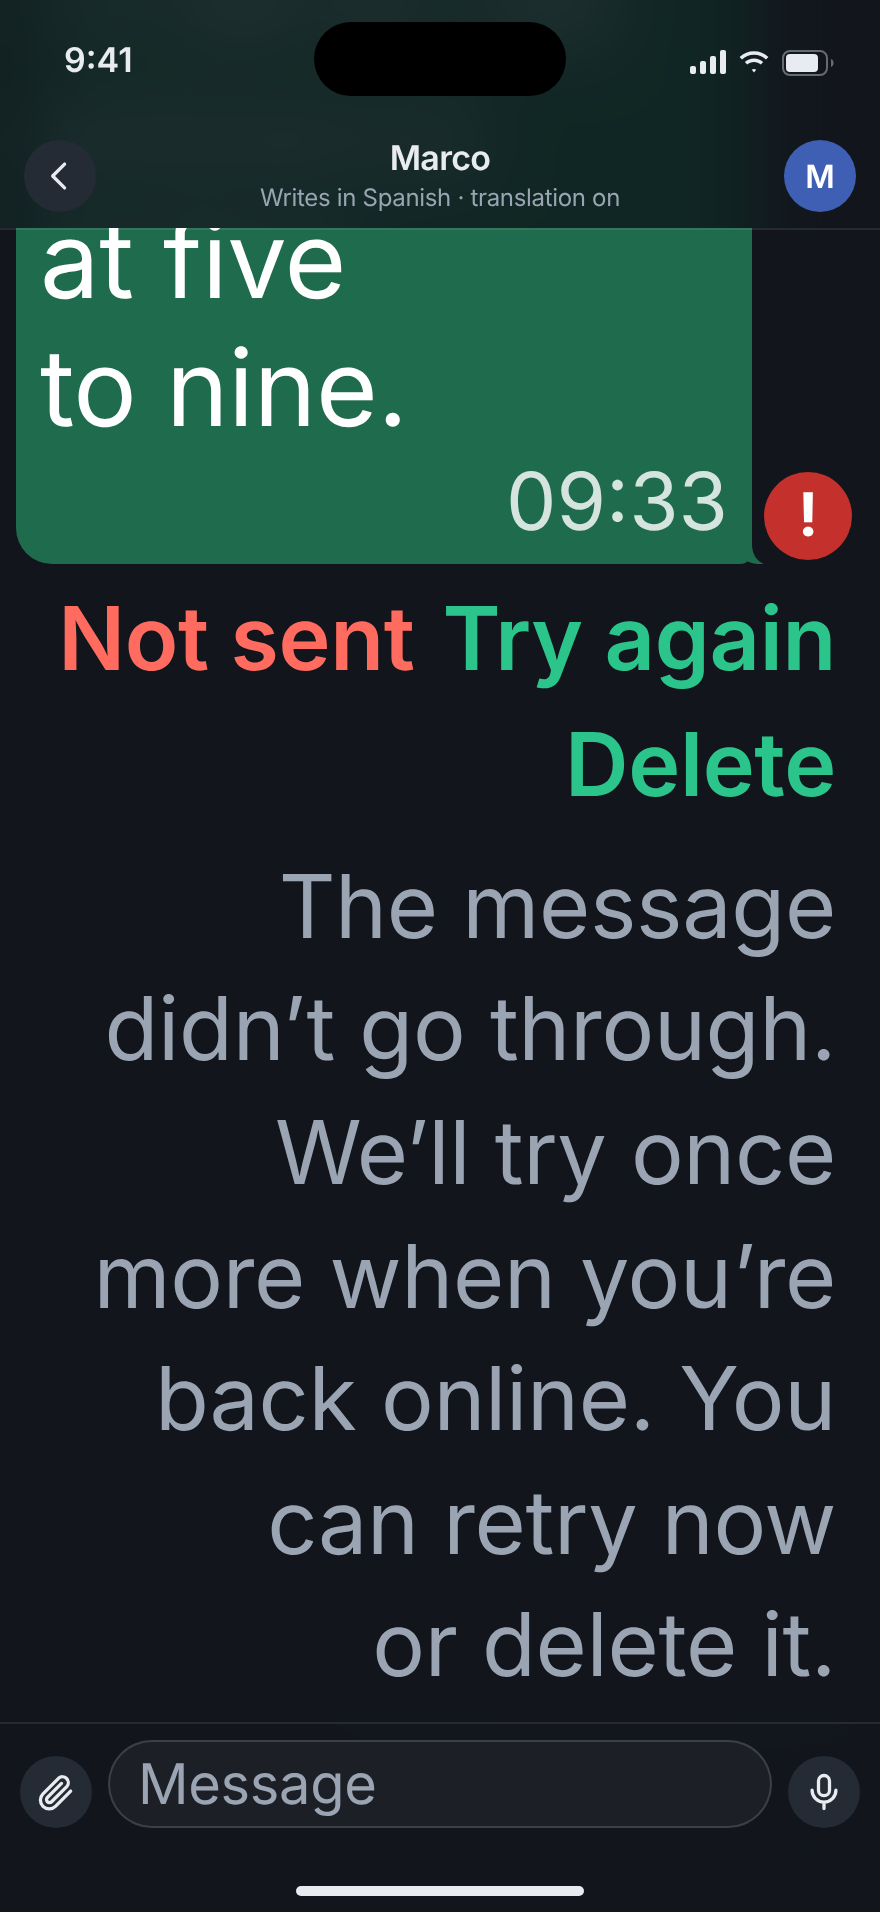 9:41
Marco
Writes in Spanish · translation on
M
at five
to nine.
09:33
!
Not sent Try again
Delete
The message
didn’t go through.
We’ll try once
more when you’re
back online. You
can retry now
or delete it.
Message